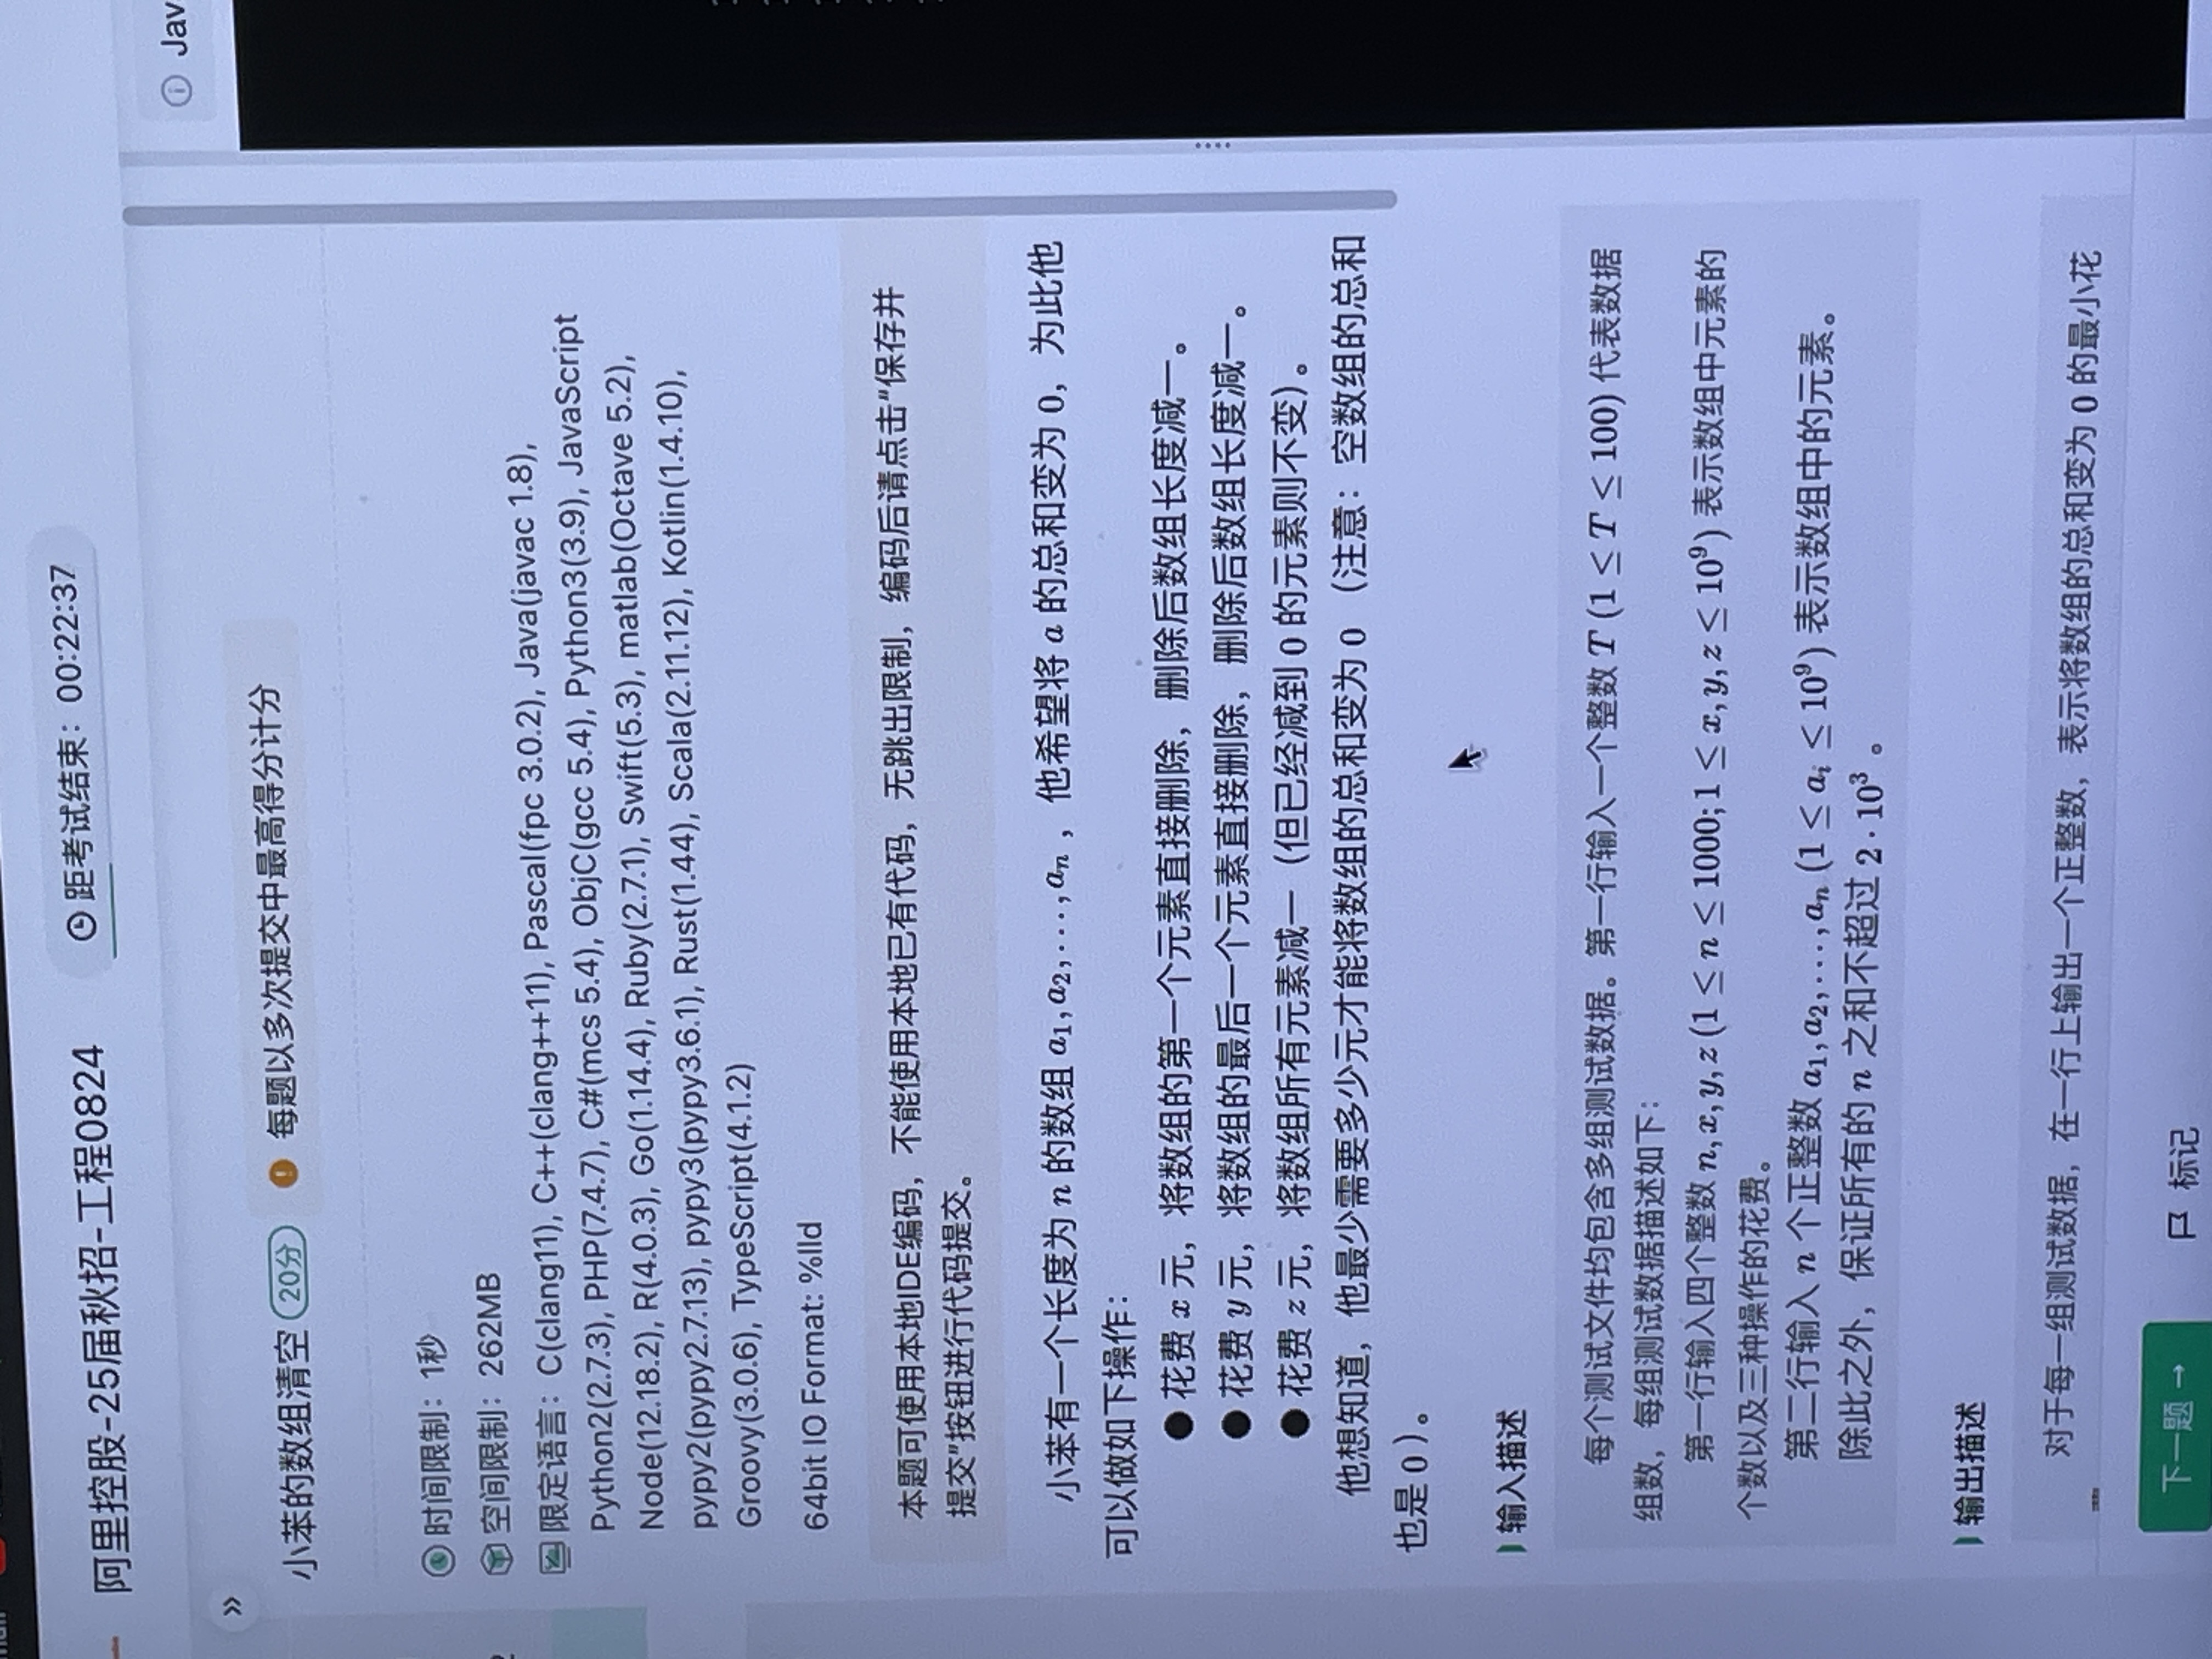 阿里控股-25届秋招-工程0824
距考试结束：00:22:37
Jav
»
小苯的数组清空 20分 每题以多次提交中最高得分计分
时间限制：1秒
空间限制：262MB
限定语言：C(clang11), C++(clang++11), Pascal(fpc 3.0.2), Java(javac 1.8),
Python2(2.7.3), PHP(7.4.7), C#(mcs 5.4), ObjC(gcc 5.4), Python3(3.9), JavaScript
Node(12.18.2), R(4.0.3), Go(1.14.4), Ruby(2.7.1), Swift(5.3), matlab(Octave 5.2),
pypy2(pypy2.7.13), pypy3(pypy3.6.1), Rust(1.44), Scala(2.11.12), Kotlin(1.4.10),
Groovy(3.0.6), TypeScript(4.1.2)
64bit IO Format: %lld
本题可使用本地IDE编码，不能使用本地已有代码，无跳出限制，编码后请点击“保存并
提交”按钮进行代码提交。
小苯有一个长度为 n 的数组 a₁, a₂, . . . , aₙ ，他希望将 a 的总和变为 0，为此他
可以做如下操作：
● 花费 x 元，将数组的第一个元素直接删除，删除后数组长度减一。
● 花费 y 元，将数组的最后一个元素直接删除，删除后数组长度减一。
● 花费 z 元，将数组所有元素减一（但已经减到 0 的元素则不变）。
他想知道，他最少需要多少元才能将数组的总和变为 0 （注意：空数组的总和
也是 0 ）。
输入描述
每个测试文件均包含多组测试数据。第一行输入一个整数 T (1 ≤ T ≤ 100) 代表数据
组数，每组测试数据描述如下：
第一行输入四个整数 n, x, y, z (1 ≤ n ≤ 1000; 1 ≤ x, y, z ≤ 10⁹) 表示数组中元素的
个数以及三种操作的花费。
第二行输入 n 个正整数 a₁, a₂, . . . , aₙ (1 ≤ aᵢ ≤ 10⁹) 表示数组中的元素。
除此之外，保证所有的 n 之和不超过 2 · 10³ 。
输出描述
对于每一组测试数据，在一行上输出一个正整数，表示将数组的总和变为 0 的最小花
下一题 → 标记